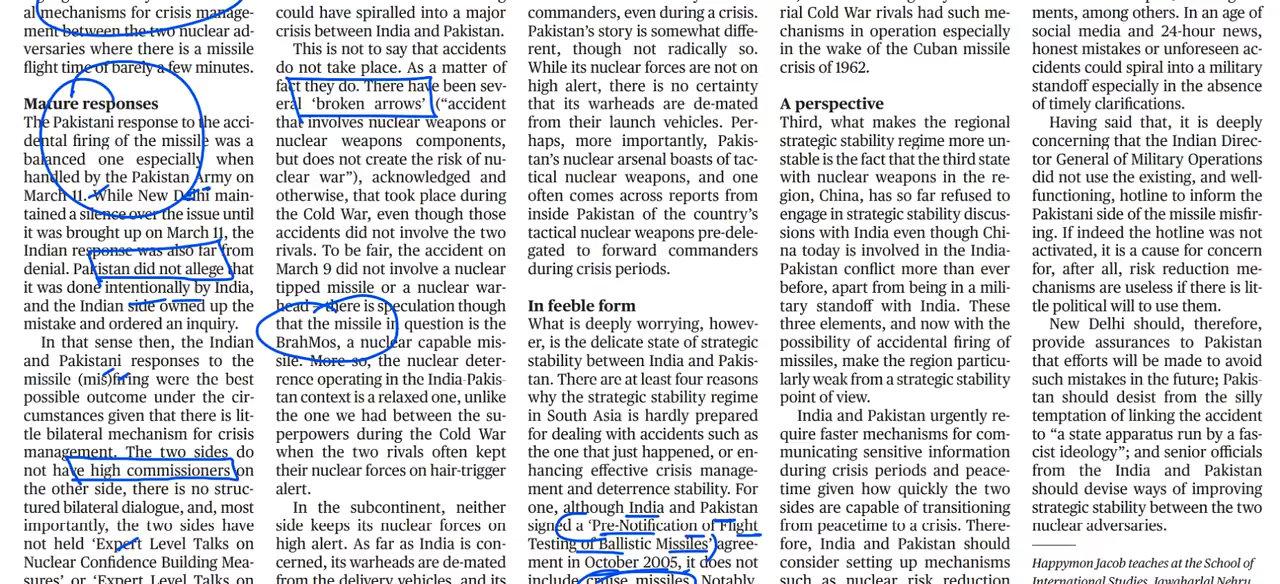 al mechanisms for crisis manage-
ment between the two nuclear ad-
versaries where there is a missile
flight time of barely a few minutes.
Mature responses
The Pakistani response to the acci-
dental firing of the missile was a
balanced one especially when
handled by the Pakistan Army on
March 11. While New Delhi main-
tained a silence over the issue until
it was brought up on March 11, the
Indian response was also far from
denial. Pakistan did not allege that
it was done intentionally by India,
and the Indian side owned up the
mistake and ordered an inquiry.
In that sense then, the Indian
and Pakistani responses to the
missile (mis)firing were the best
possible outcome under the cir-
cumstances given that there is lit-
tle bilateral mechanism for crisis
management. The two sides do
not have high commissioners on
the other side, there is no struc-
tured bilateral dialogue, and, most
importantly, the two sides have
not held ‘Expert Level Talks on
Nuclear Confidence Building Mea-
sures’ or ‘Expert Level Talks on
could have spiralled into a major
crisis between India and Pakistan.
This is not to say that accidents
do not take place. As a matter of
fact they do. There have been sev-
eral ‘broken arrows’ (“accident
that involves nuclear weapons or
nuclear weapons components,
but does not create the risk of nu-
clear war”), acknowledged and
otherwise, that took place during
the Cold War, even though those
accidents did not involve the two
rivals. To be fair, the accident on
March 9 did not involve a nuclear
tipped missile or a nuclear war-
head – there is speculation though
that the missile in question is the
BrahMos, a nuclear capable mis-
sile. More so, the nuclear deter-
rence operating in the India-Pakis-
tan context is a relaxed one, unlike
the one we had between the su-
perpowers during the Cold War
when the two rivals often kept
their nuclear forces on hair-trigger
alert.
In the subcontinent, neither
side keeps its nuclear forces on
high alert. As far as India is con-
cerned, its warheads are de-mated
from the delivery vehicles, and its
commanders, even during a crisis.
Pakistan’s story is somewhat diffe-
rent, though not radically so.
While its nuclear forces are not on
high alert, there is no certainty
that its warheads are de-mated
from their launch vehicles. Per-
haps, more importantly, Pakis-
tan’s nuclear arsenal boasts of tac-
tical nuclear weapons, and one
often comes across reports from
inside Pakistan of the country’s
tactical nuclear weapons pre-dele-
gated to forward commanders
during crisis periods.
In feeble form
What is deeply worrying, howev-
er, is the delicate state of strategic
stability between India and Pakis-
tan. There are at least four reasons
why the strategic stability regime
in South Asia is hardly prepared
for dealing with accidents such as
the one that just happened, or en-
hancing effective crisis manage-
ment and deterrence stability. For
one, although India and Pakistan
signed a ‘Pre-Notification of Flight
Testing of Ballistic Missiles’ agree-
ment in October 2005, it does not
include cruise missiles. Notably,
rial Cold War rivals had such me-
chanisms in operation especially
in the wake of the Cuban missile
crisis of 1962.
A perspective
Third, what makes the regional
strategic stability regime more un-
stable is the fact that the third state
with nuclear weapons in the re-
gion, China, has so far refused to
engage in strategic stability discus-
sions with India even though Chi-
na today is involved in the India-
Pakistan conflict more than ever
before, apart from being in a mili-
tary standoff with India. These
three elements, and now with the
possibility of accidental firing of
missiles, make the region particu-
larly weak from a strategic stability
point of view.
India and Pakistan urgently re-
quire faster mechanisms for com-
municating sensitive information
during crisis periods and peace-
time given how quickly the two
sides are capable of transitioning
from peacetime to a crisis. There-
fore, India and Pakistan should
consider setting up mechanisms
such as nuclear risk reduction
ments, among others. In an age of
social media and 24-hour news,
honest mistakes or unforeseen ac-
cidents could spiral into a military
standoff especially in the absence
of timely clarifications.
Having said that, it is deeply
concerning that the Indian Direc-
tor General of Military Operations
did not use the existing, and well-
functioning, hotline to inform the
Pakistani side of the missile misfir-
ing. If indeed the hotline was not
activated, it is a cause for concern
for, after all, risk reduction me-
chanisms are useless if there is lit-
tle political will to use them.
New Delhi should, therefore,
provide assurances to Pakistan
that efforts will be made to avoid
such mistakes in the future; Pakis-
tan should desist from the silly
temptation of linking the accident
to “a state apparatus run by a fas-
cist ideology”; and senior officials
from the India and Pakistan
should devise ways of improving
strategic stability between the two
nuclear adversaries.
Happymon Jacob teaches at the School of
International Studies, Jawaharlal Nehru